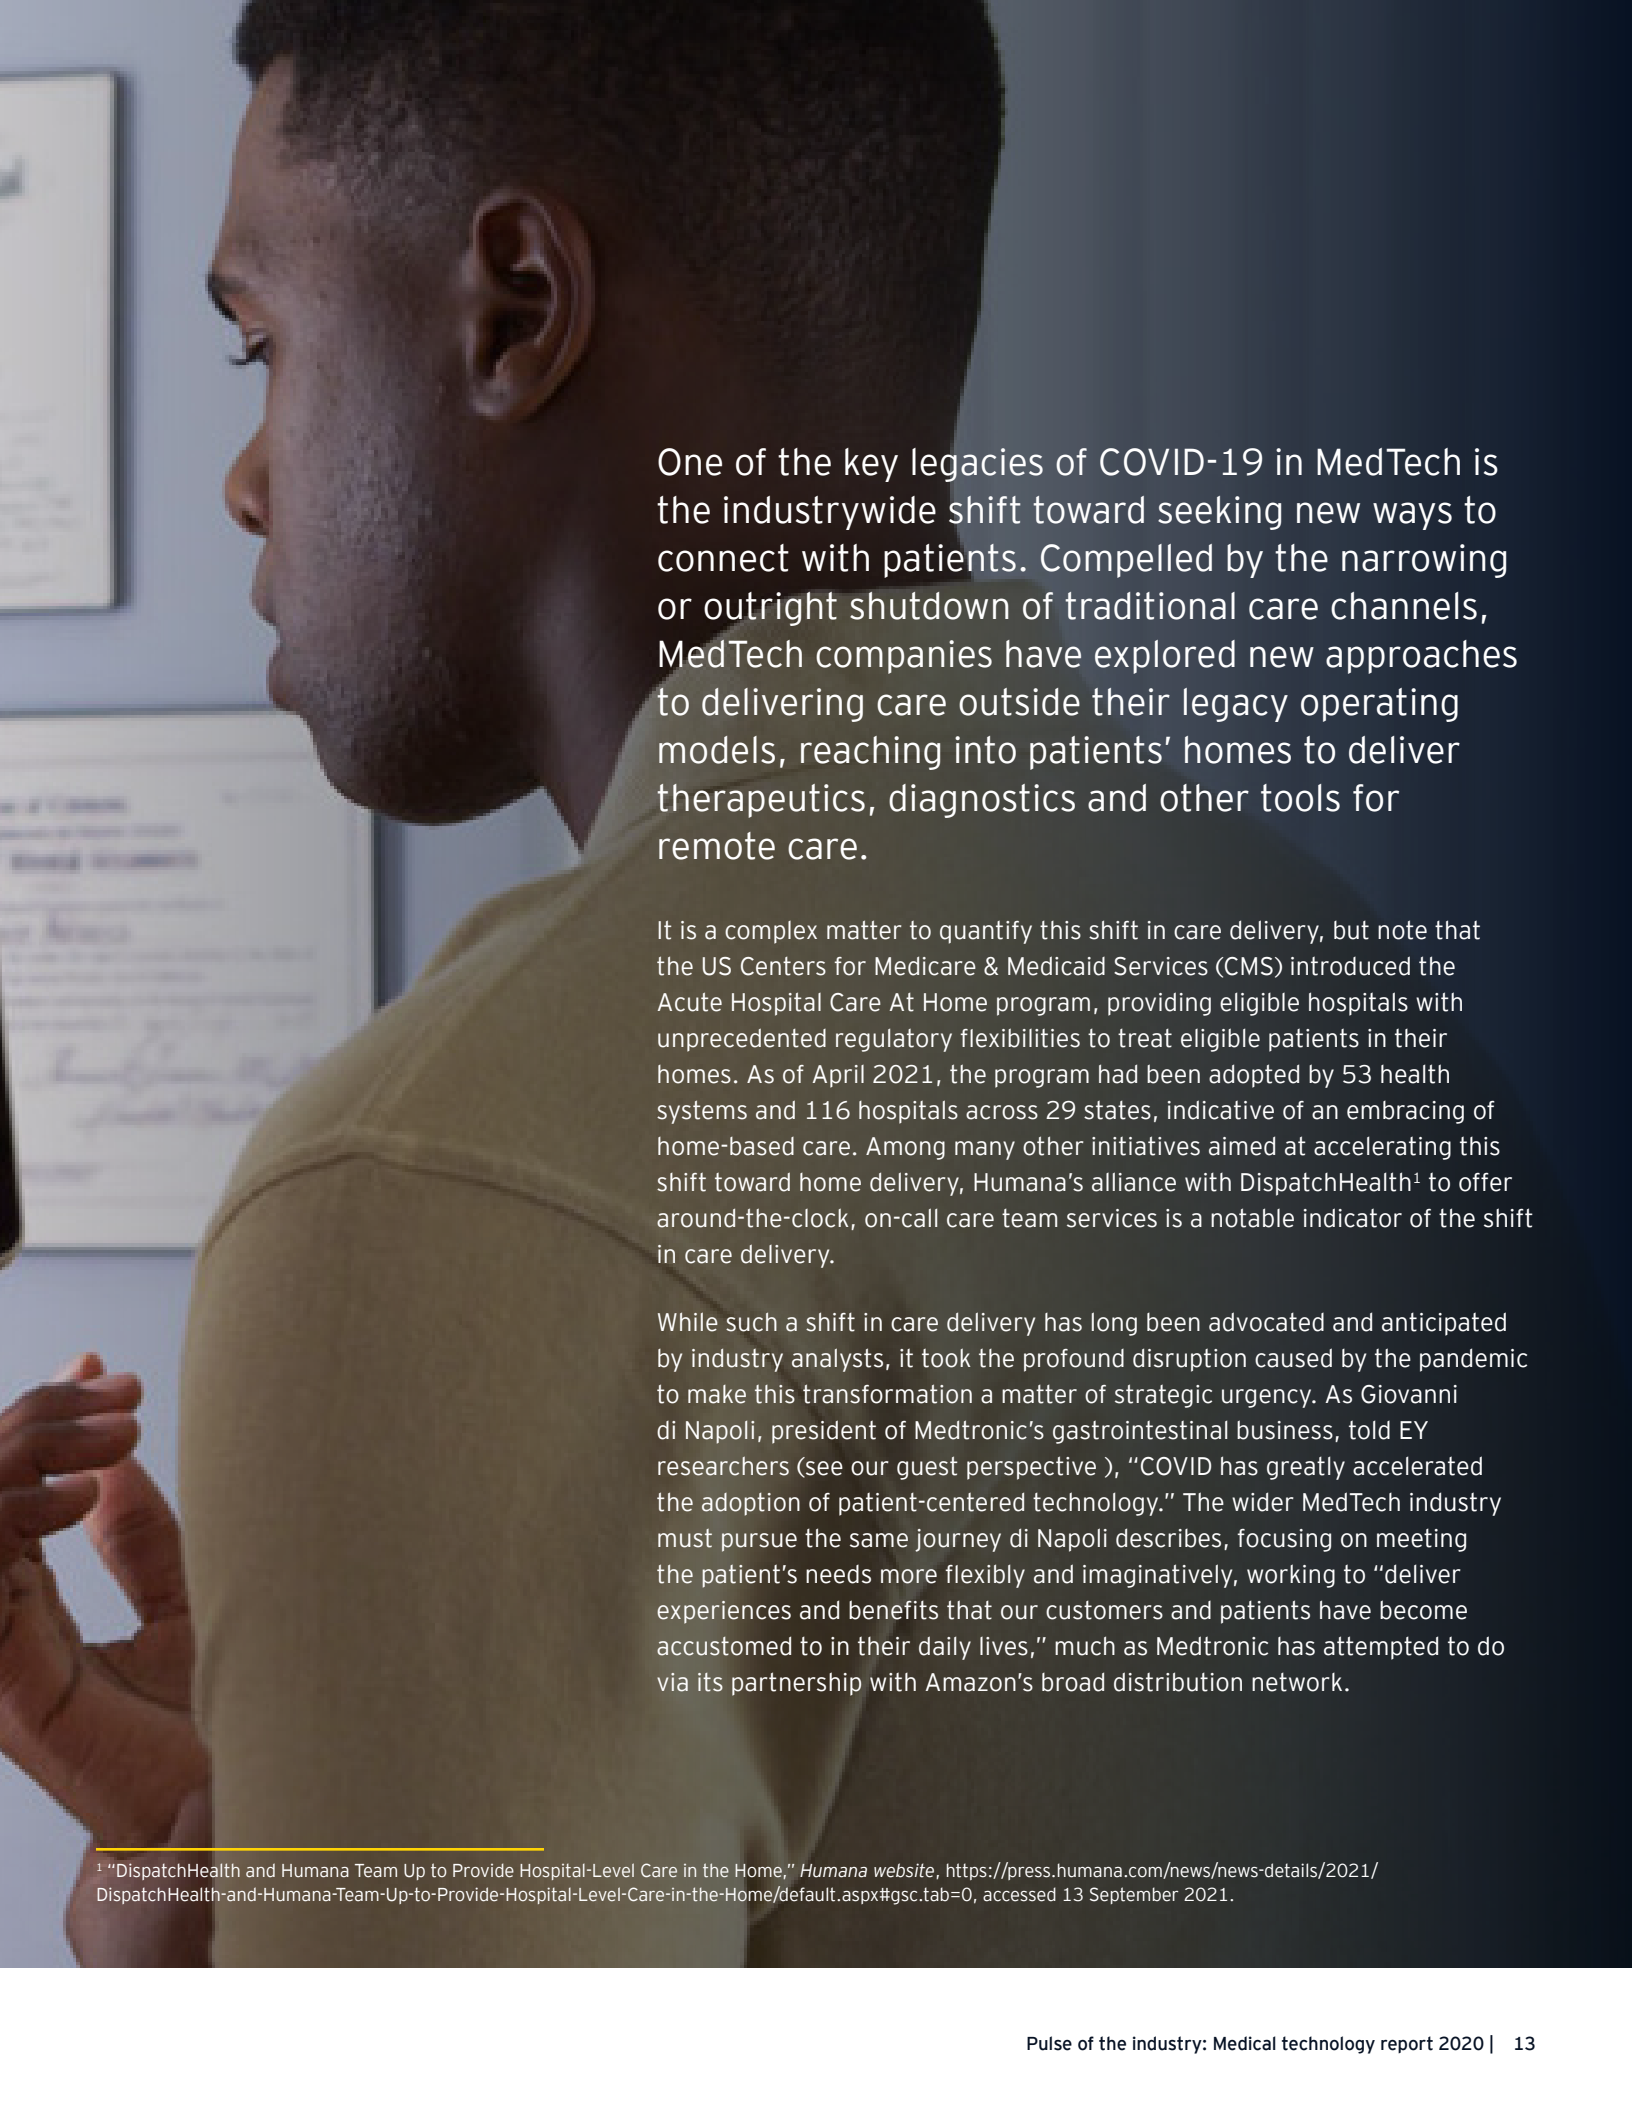 One of the key legacies of COVID-19 in MedTech is
the industrywide shift toward seeking new ways to
connect with patients. Compelled by the narrowing
or outright shutdown of traditional care channels,
MedTech companies have explored new approaches
to delivering care outside their legacy operating
models, reaching into patients’ homes to deliver
therapeutics, diagnostics and other tools for
remote care.
It is a complex matter to quantify this shift in care delivery, but note that
the US Centers for Medicare & Medicaid Services (CMS) introduced the
Acute Hospital Care At Home program, providing eligible hospitals with
unprecedented regulatory flexibilities to treat eligible patients in their
homes. As of April 2021, the program had been adopted by 53 health
systems and 116 hospitals across 29 states, indicative of an embracing of
home-based care. Among many other initiatives aimed at accelerating this
shift toward home delivery, Humana’s alliance with DispatchHealth¹ to offer
around-the-clock, on-call care team services is a notable indicator of the shift
in care delivery.
While such a shift in care delivery has long been advocated and anticipated
by industry analysts, it took the profound disruption caused by the pandemic
to make this transformation a matter of strategic urgency. As Giovanni
di Napoli, president of Medtronic’s gastrointestinal business, told EY
researchers (see our guest perspective ), “COVID has greatly accelerated
the adoption of patient-centered technology.” The wider MedTech industry
must pursue the same journey di Napoli describes, focusing on meeting
the patient’s needs more flexibly and imaginatively, working to “deliver
experiences and benefits that our customers and patients have become
accustomed to in their daily lives,” much as Medtronic has attempted to do
via its partnership with Amazon’s broad distribution network.
¹ “DispatchHealth and Humana Team Up to Provide Hospital-Level Care in the Home,” Humana website, https://press.humana.com/news/news-details/2021/
DispatchHealth-and-Humana-Team-Up-to-Provide-Hospital-Level-Care-in-the-Home/default.aspx#gsc.tab=0, accessed 13 September 2021.
Pulse of the industry: Medical technology report 2020 | 13